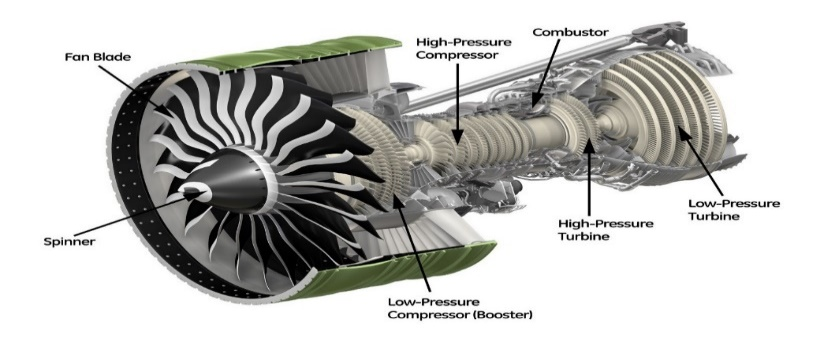 Fan Blade
High-Pressure
Compressor
Combustor
Spinner
Low-Pressure
Compressor (Booster)
High-Pressure
Turbine
Low-Pressure
Turbine